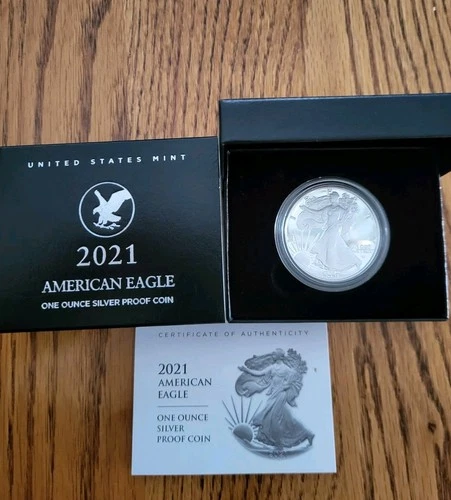 UNITED STATES MINT
2021
AMERICAN EAGLE
ONE OUNCE SILVER PROOF COIN
CERTIFICATE OF AUTHENTICITY
2021
AMERICAN
EAGLE
ONE OUNCE
SILVER
PROOF COIN